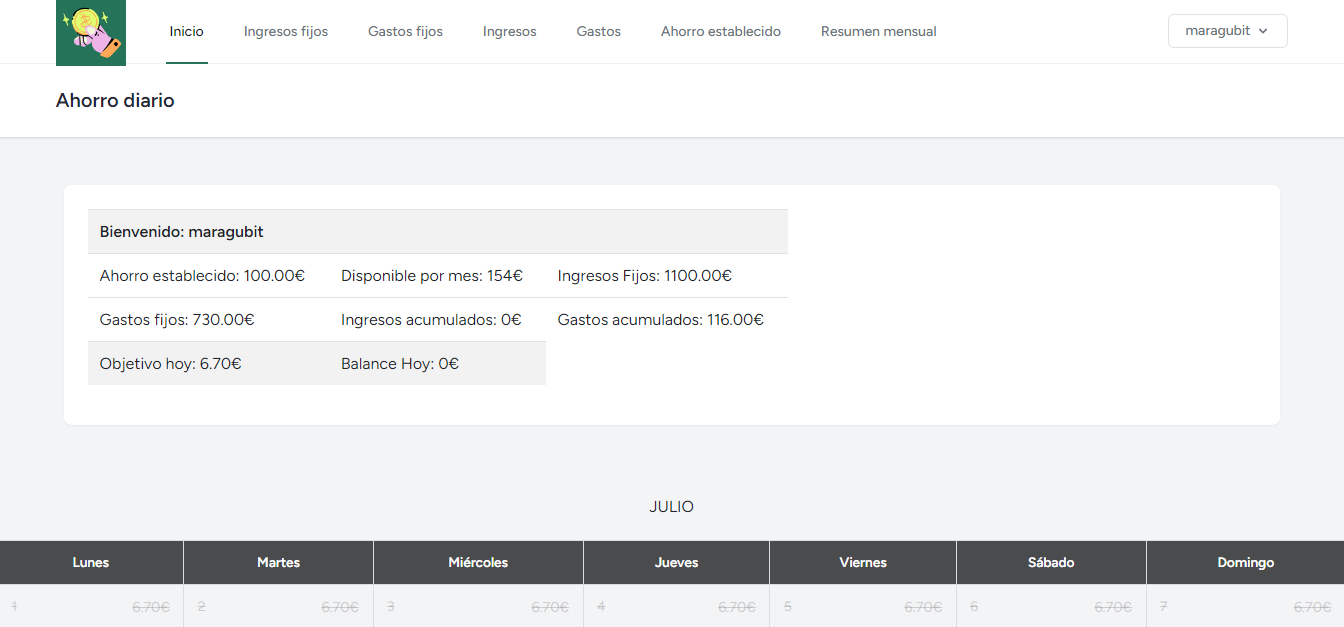 Inicio Ingresos fijos Gastos fijos Ingresos Gastos Ahorro establecido Resumen mensual maragubit
Ahorro diario
Bienvenido: maragubit
Ahorro establecido: 100.00€ Disponible por mes: 154€ Ingresos Fijos: 1100.00€
Gastos fijos: 730.00€ Ingresos acumulados: 0€ Gastos acumulados: 116.00€
Objetivo hoy: 6.70€ Balance Hoy: 0€
JULIO
Lunes Martes Miércoles Jueves Viernes Sábado Domingo
1 6.70€ 2 6.70€ 3 6.70€ 4 6.70€ 5 6.70€ 6 6.70€ 7 6.70€